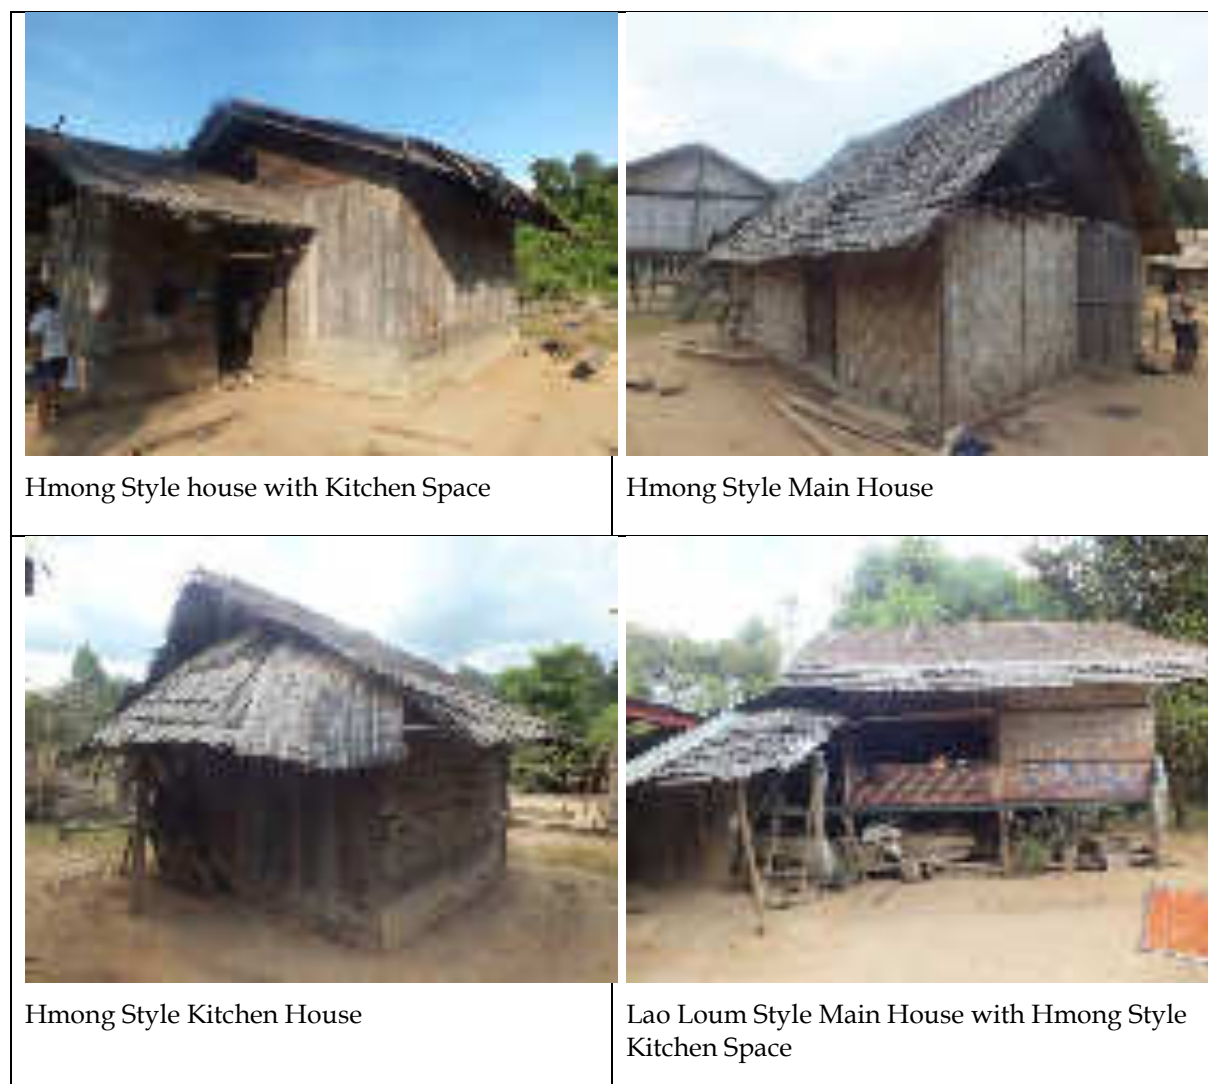 Hmong Style house with Kitchen Space
Hmong Style Main House
Hmong Style Kitchen House
Lao Loum Style Main House with Hmong Style
Kitchen Space